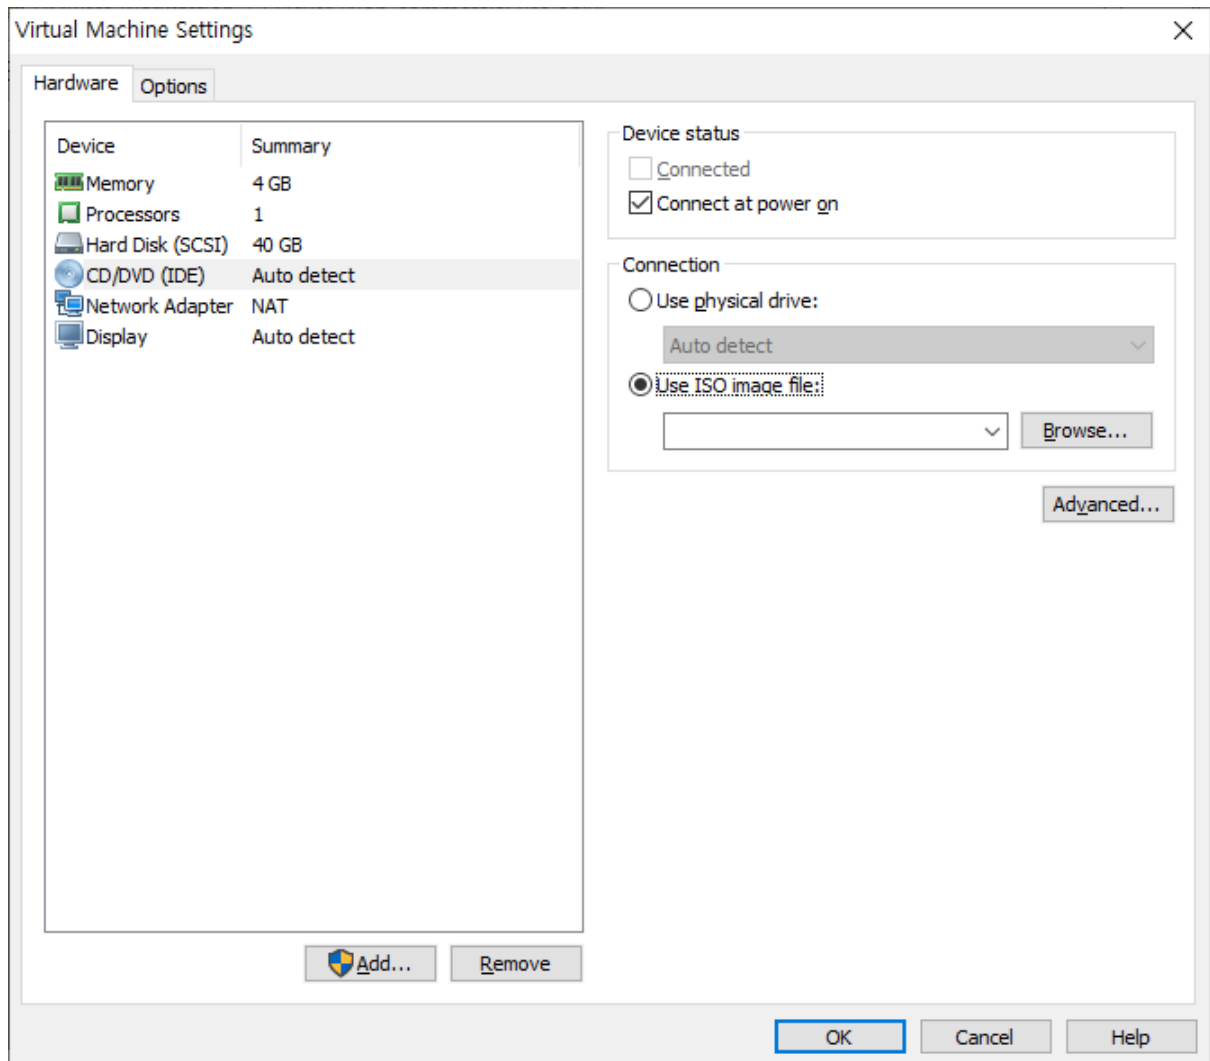 Virtual Machine Settings
Hardware
Options
Device Summary
Memory 4 GB
Processors 1
Hard Disk (SCSI) 40 GB
CD/DVD (IDE) Auto detect
Network Adapter NAT
Display Auto detect
Add...
Remove
Device status
Connected
Connect at power on
Connection
Use physical drive:
Auto detect
Use ISO image file:
Browse...
Advanced...
OK
Cancel
Help